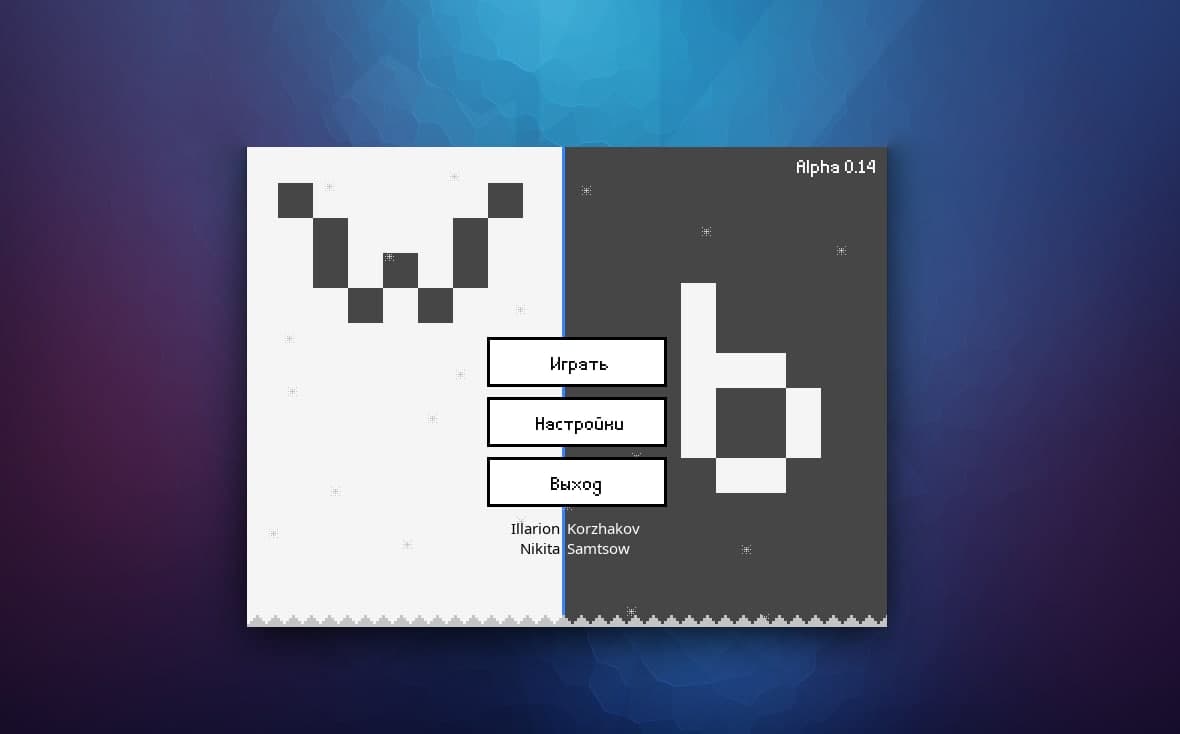 Alpha 0.14
w
b
Играть
Настройки
Выход
Illarion Korzhakov
Nikita Samtsow